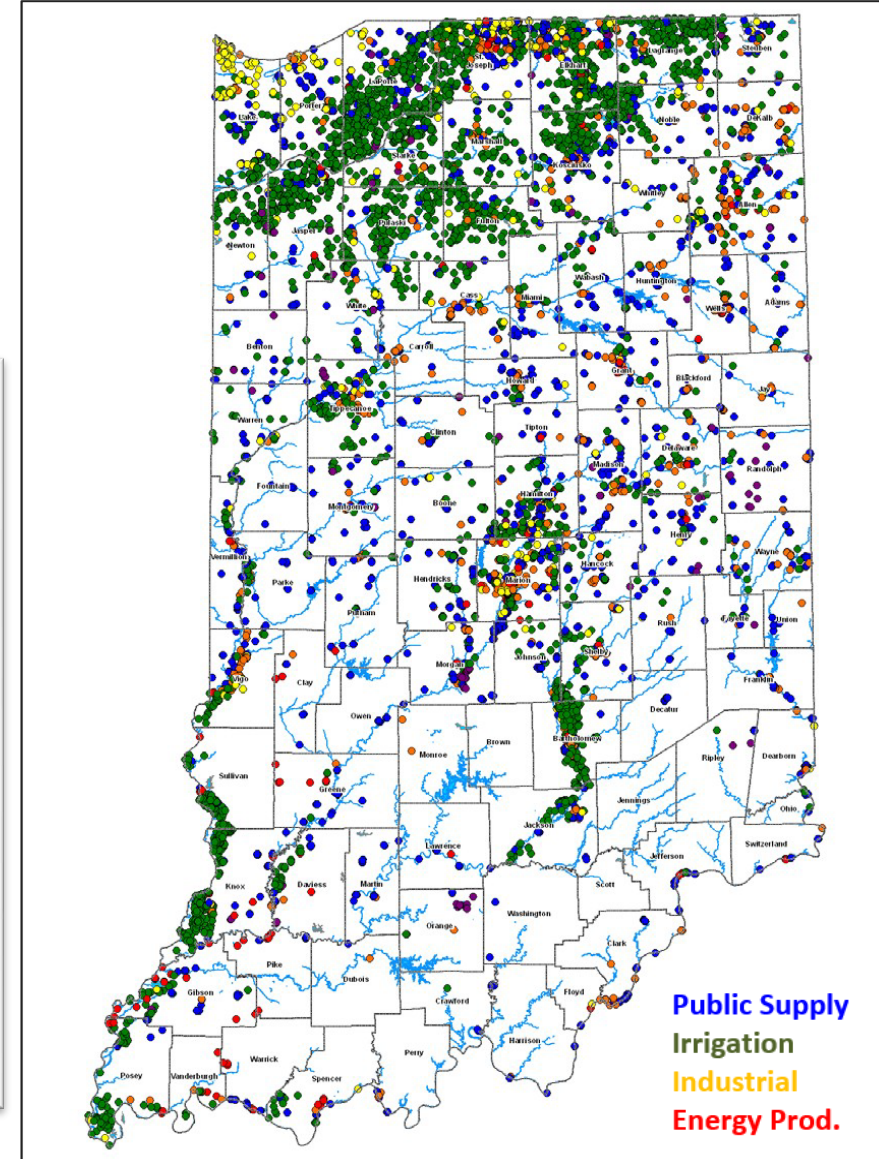 Steuben
Lagrange
St. Joseph
Elkhart
LaPorte
Porter
Lake
Noble
DeKalb
Marshall
Starke
Kosciusko
Whitley
Allen
Newton
Jasper
Pulaski
Fulton
Wabash
Huntington
White
Cass
Miami
Wells
Adams
Benton
Carroll
Howard
Grant
Blackford
Jay
Tippecanoe
Warren
Clinton
Tipton
Madison
Delaware
Randolph
Fountain
Montgomery
Boone
Hamilton
Henry
Vermillion
Parke
Hendricks
Marion
Hancock
Wayne
Putnam
Rush
Fayette
Union
Vigo
Clay
Morgan
Johnson
Shelby
Franklin
Owen
Decatur
Monroe
Brown
Bartholomew
Ripley
Dearborn
Sullivan
Greene
Jennings
Ohio
Jackson
Switzerland
Lawrence
Jefferson
Knox
Daviess
Martin
Scott
Orange
Washington
Pike
Dubois
Clark
Gibson
Crawford
Floyd
Harrison
Posey
Vanderburgh
Warrick
Spencer
Perry
Public Supply
Irrigation
Industrial
Energy Prod.